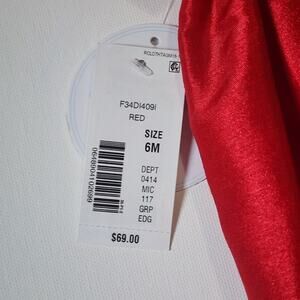 F34DI409I
RED
SIZE
6M
DEPT
0414
MIC
117
GRP
EDG
$69.00